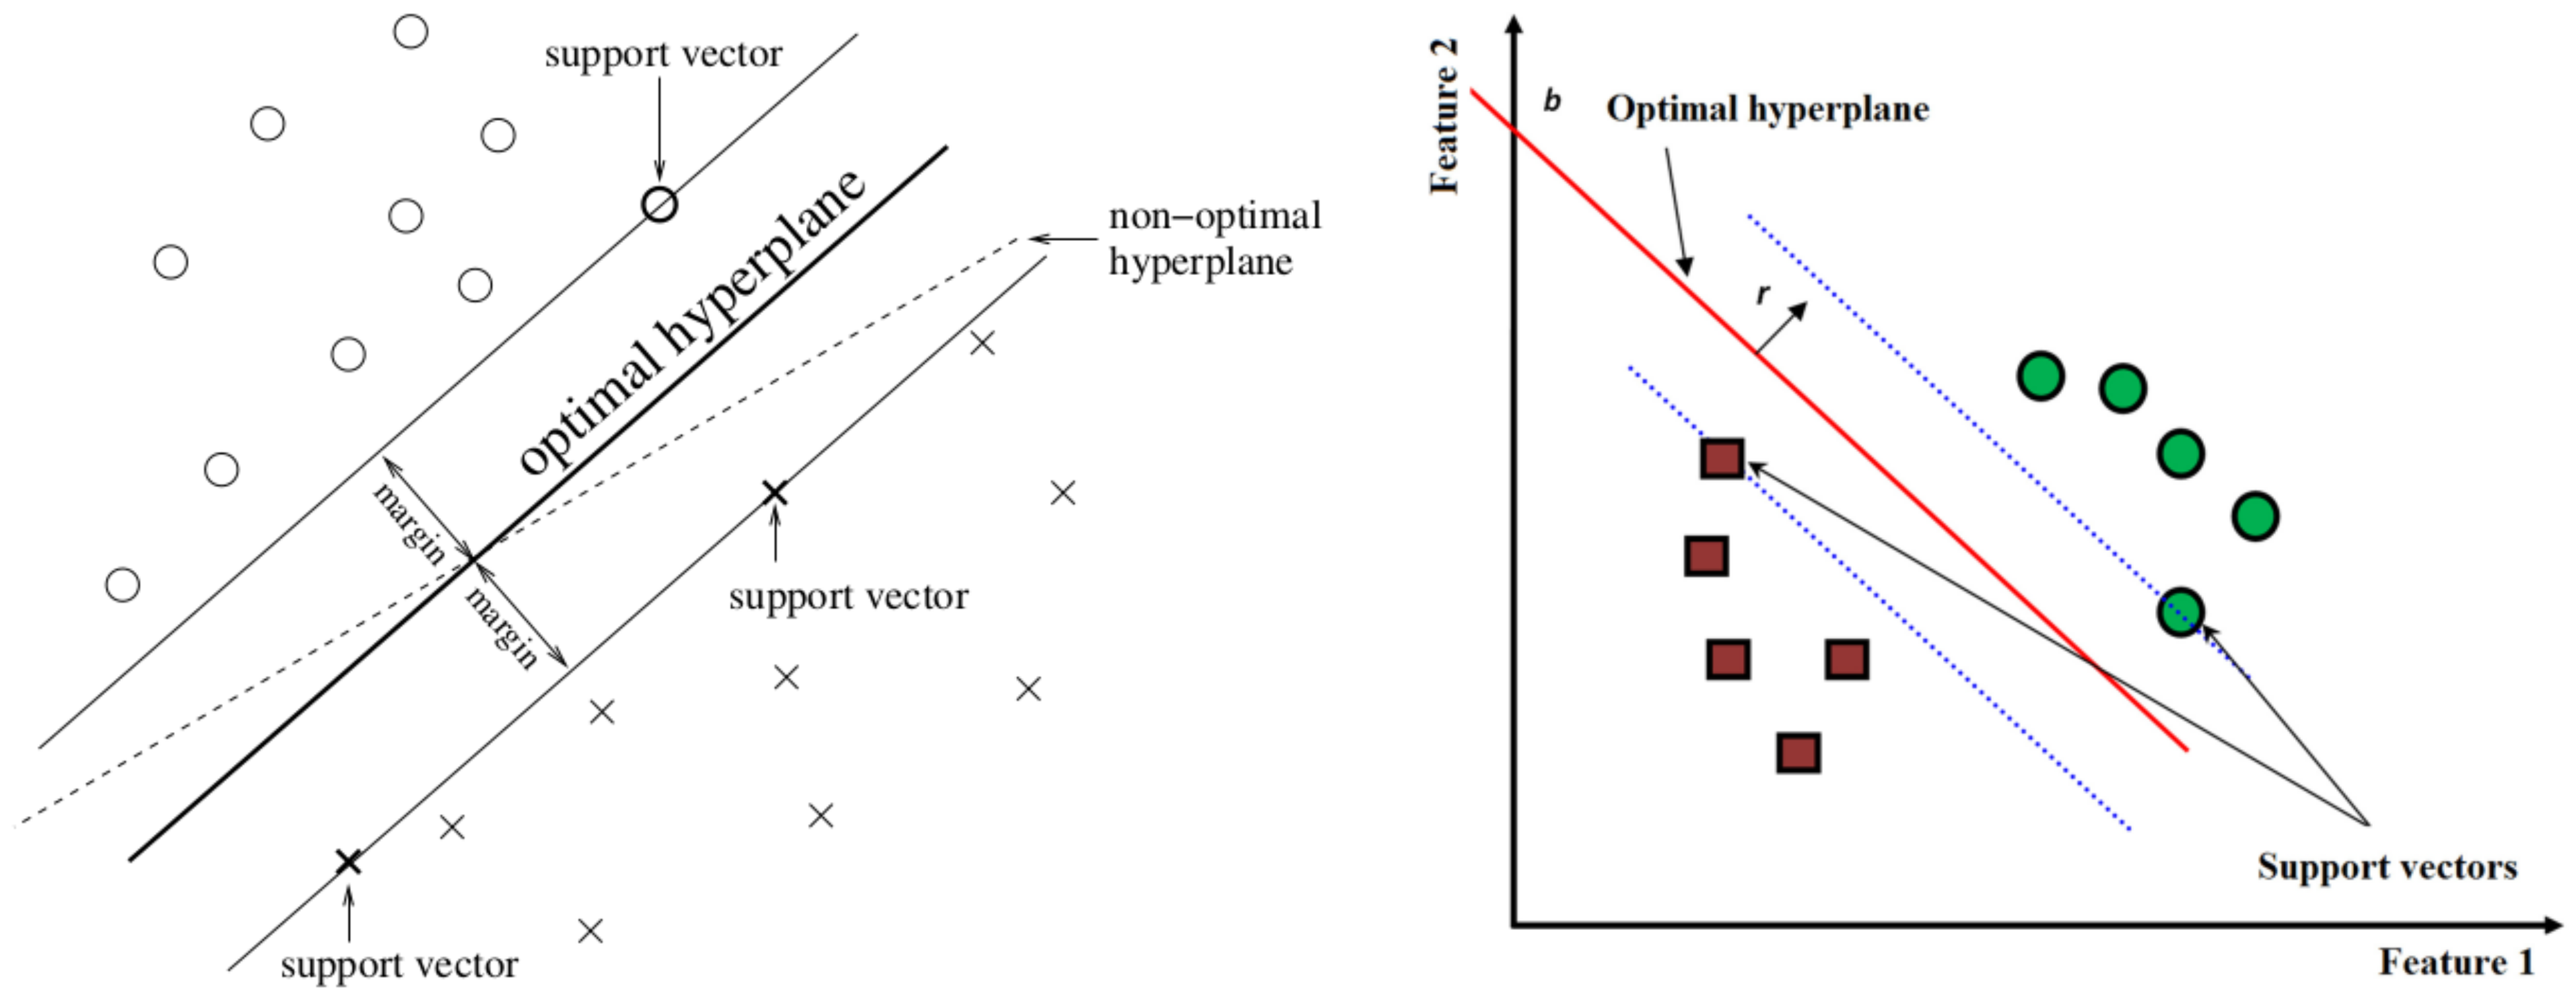 support vector
optimal hyperplane
non−optimal
hyperplane
margin
margin
support vector
support vector
Feature 2
b
Optimal hyperplane
r
Support vectors
Feature 1